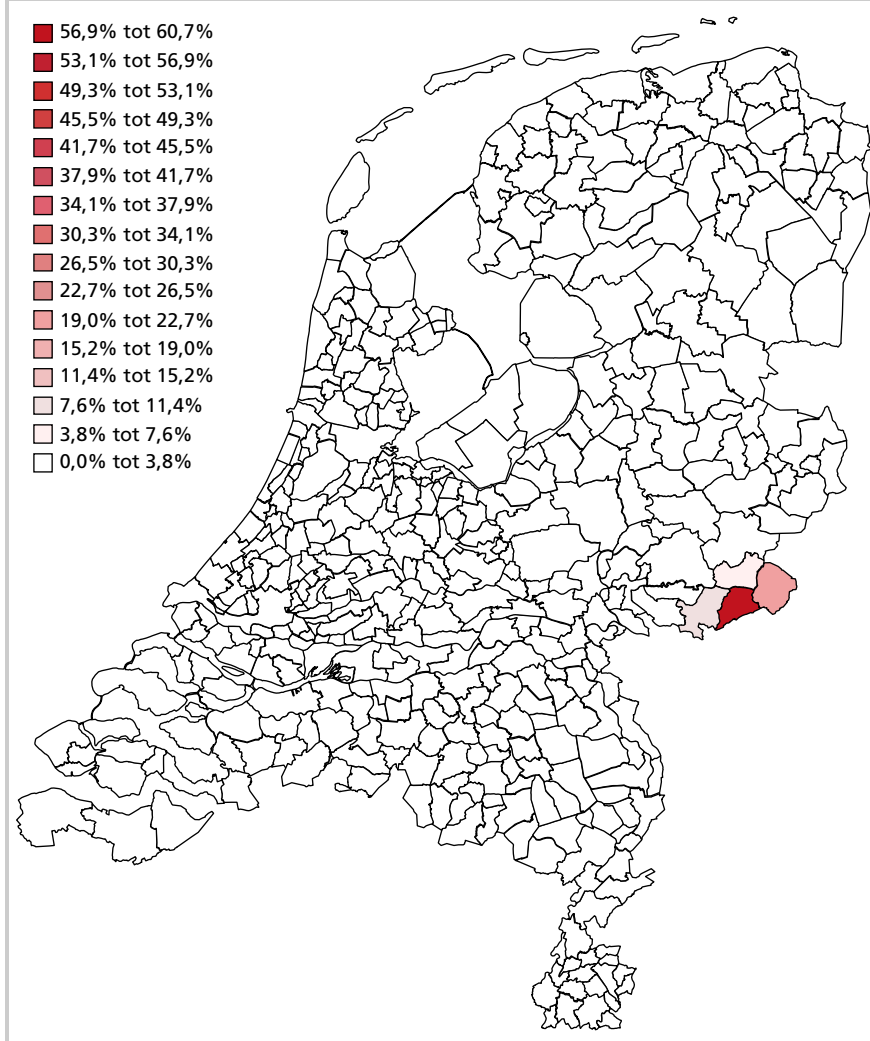 56,9% tot 60,7%
53,1% tot 56,9%
49,3% tot 53,1%
45,5% tot 49,3%
41,7% tot 45,5%
37,9% tot 41,7%
34,1% tot 37,9%
30,3% tot 34,1%
26,5% tot 30,3%
22,7% tot 26,5%
19,0% tot 22,7%
15,2% tot 19,0%
11,4% tot 15,2%
7,6% tot 11,4%
3,8% tot 7,6%
0,0% tot 3,8%